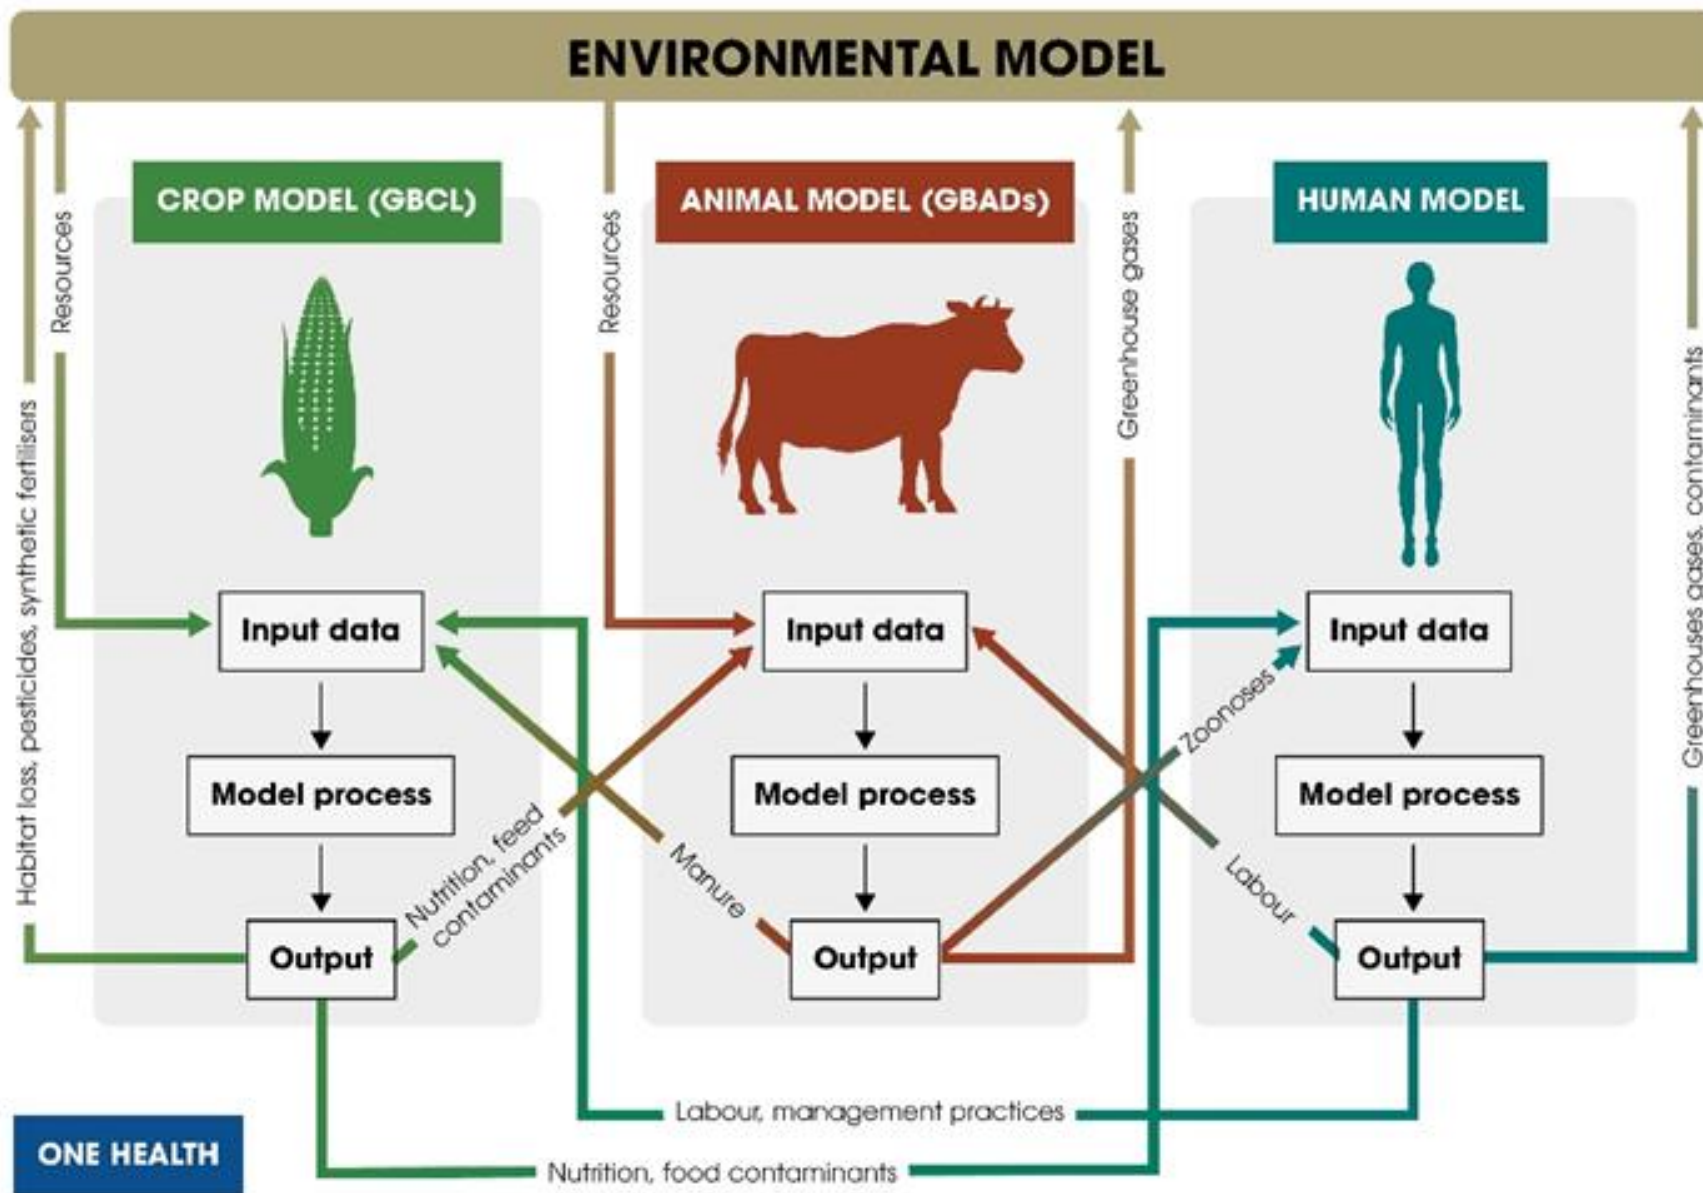 ENVIRONMENTAL MODEL
CROP MODEL (GBCL)
ANIMAL MODEL (GBADs)
HUMAN MODEL
Resources
Resources
Greenhouse gases
Habitat loss, pesticides, synthetic fertilisers
Greenhouses gases, contaminants
Input data
Input data
Input data
Zoonoses
Model process
Model process
Model process
Nutrition, feed
contaminants
Manure
Labour
Output
Output
Output
Labour, management practices
ONE HEALTH
Nutrition, food contaminants